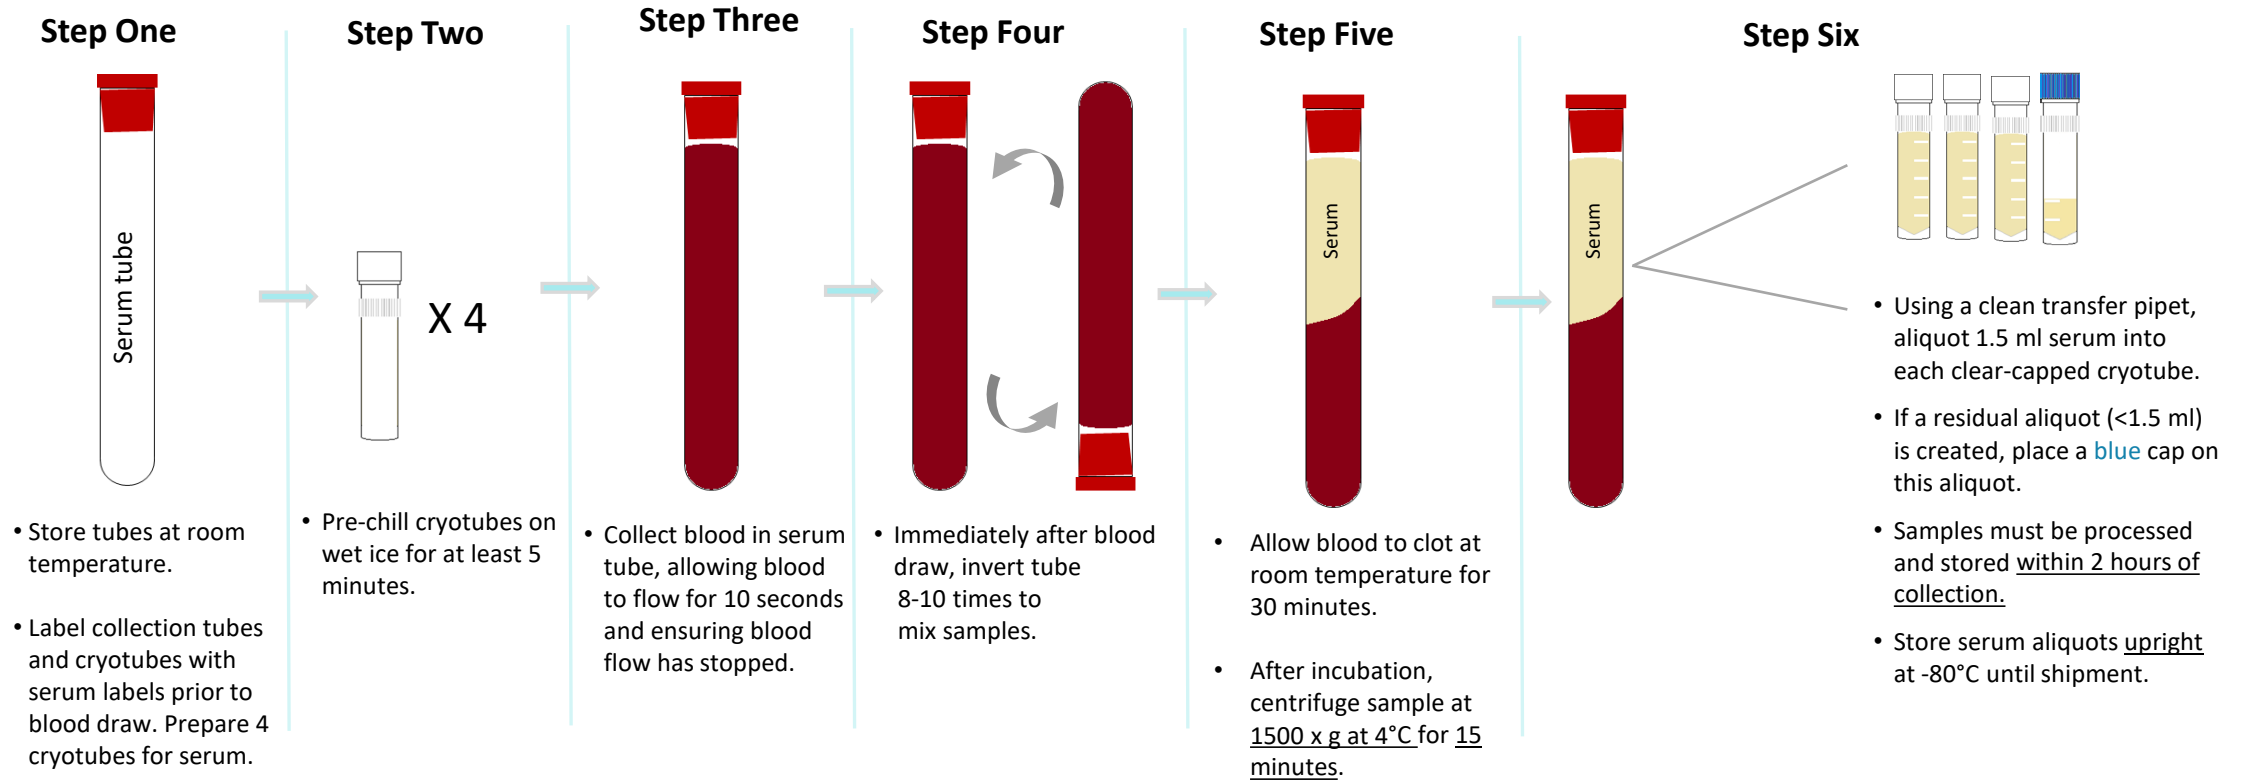 Step One
Serum tube
• Store tubes at room
temperature.
• Label collection tubes
and cryotubes with
serum labels prior to
blood draw. Prepare 4
cryotubes for serum.
Step Two
X 4
• Pre-chill cryotubes on
wet ice for at least 5
minutes.
Step Three
• Collect blood in serum
tube, allowing blood
to flow for 10 seconds
and ensuring blood
flow has stopped.
Step Four
• Immediately after blood
draw, invert tube
8-10 times to
mix samples.
Step Five
Serum
• Allow blood to clot at
room temperature for
30 minutes.
• After incubation,
centrifuge sample at
1500 x g at 4°C for 15
minutes.
Step Six
Serum
• Using a clean transfer pipet,
aliquot 1.5 ml serum into
each clear-capped cryotube.
• If a residual aliquot (<1.5 ml)
is created, place a blue cap on
this aliquot.
• Samples must be processed
and stored within 2 hours of
collection.
• Store serum aliquots upright
at -80°C until shipment.